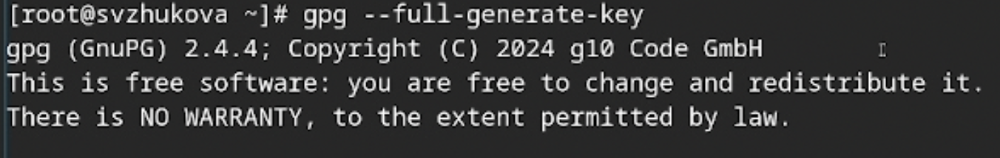 [root@svzhukova ~]# gpg --full-generate-key
gpg (GnuPG) 2.4.4; Copyright (C) 2024 g10 Code GmbH
This is free software: you are free to change and redistribute it.
There is NO WARRANTY, to the extent permitted by law.